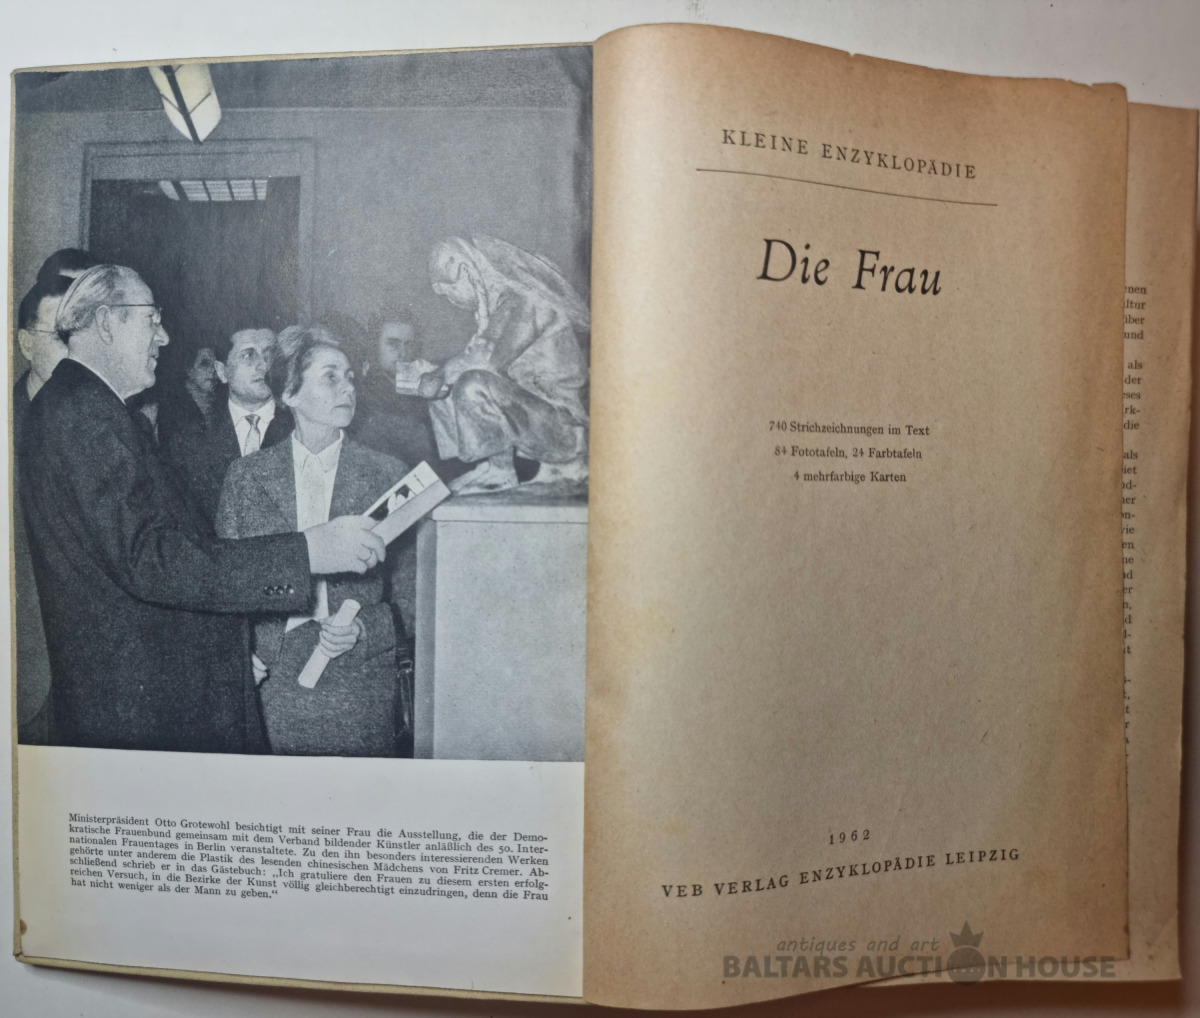 Ministerpräsident Otto Grotewohl besichtigt mit seiner Frau die Ausstellung, die der Demo-
kratische Frauenbund gemeinsam mit dem Verband bildender Künstler anläßlich des 50. Inter-
nationalen Frauentages in Berlin veranstaltete. Zu den ihn besonders interessierenden Werken
gehörte unter anderem die Plastik des lesenden chinesischen Mädchens von Fritz Cremer. Ab-
schließend schrieb er in das Gästebuch: „Ich gratuliere den Frauen zu diesem ersten erfolg-
reichen Versuch, in die Bezirke der Kunst völlig gleichberechtigt einzudringen, denn die Frau
hat nicht weniger als der Mann zu geben.“
KLEINE ENZYKLOPÄDIE
Die Frau
740 Strichzeichnungen im Text
84 Fototafeln, 24 Farbtafeln
4 mehrfarbige Karten
1962
VEB VERLAG ENZYKLOPÄDIE LEIPZIG
und
als
der
die
als
antiques and art
BALTARS AUCTION HOUSE